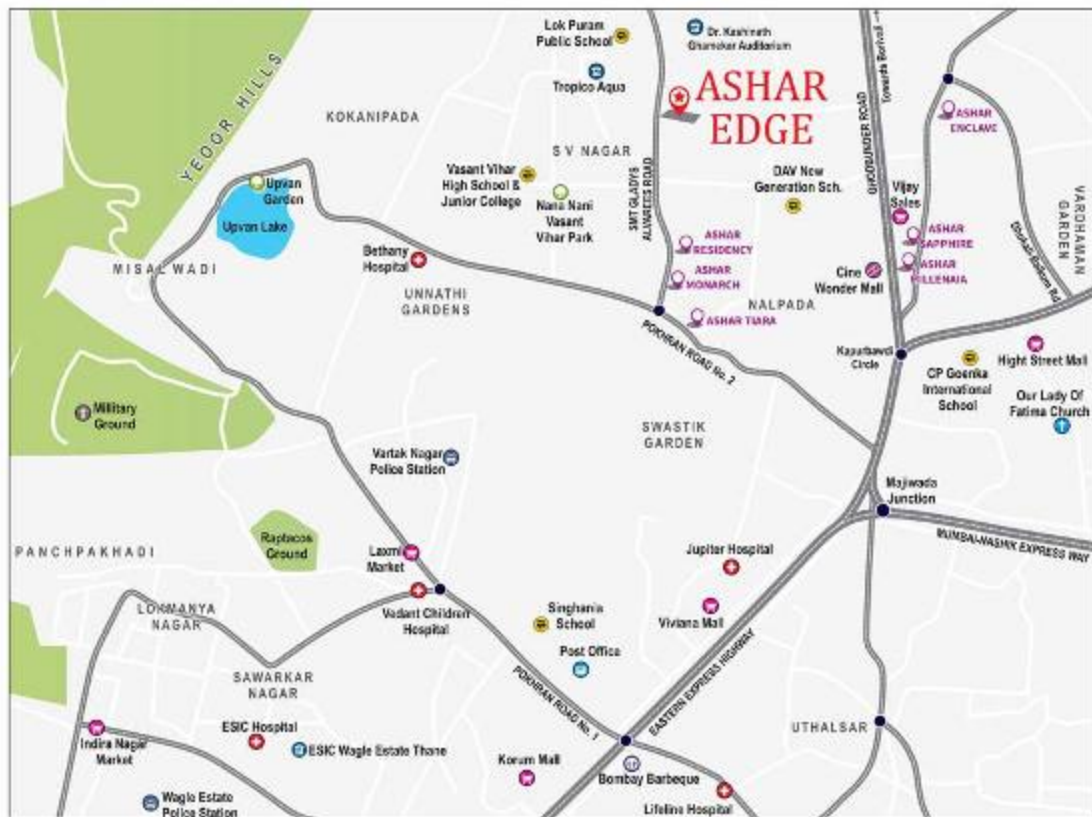 Lok Puram
Public School
Dr. Kashinath
Ghanekar Auditorium
Towards Borivali
YEOOR HILLS
Tropico Aqua
ASHAR
EDGE
KOKANIPADA
GHODBUNDER ROAD
ASHAR
ENCLAVE
S V NAGAR
Vasant Vihar
High School &
Junior College
DAV New
Generation Sch.
Upvan
Garden
Upvan Lake
Nana Nani
Vasant
Vihar Park
SMT GLADYS
ALVAREES ROAD
Vijay
Sales
VARDHAMAN
GARDEN
ASHAR
RESIDENCY
ASHAR
SAPPHIRE
MISAL WADI
Bethany
Hospital
ASHAR
MONARCH
Cine
Wonder Mall
ASHAR
MILLENAIA
UNNATHI
GARDENS
NALPADA
ASHAR TIARA
POKHRAN ROAD No. 2
Kapurbawdi
Circle
Hight Street Mall
CP Goenka
International
School
Our Lady Of
Fatima Church
Millitary
Ground
SWASTIK
GARDEN
Vartak Nagar
Police Station
Majiwada
Junction
MUMBAI-NASHIK EXPRESS WAY
PANCHPAKHADI
Raptacos
Ground
Laxmi
Market
Jupiter Hospital
LOKMANYA
NAGAR
Vedant Children
Hospital
Singhania
School
Viviana Mall
Post Office
EASTERN EXPRESS HIGHWAY
SAWARKAR
NAGAR
POKHRAN ROAD No. 1
ESIC Hospital
UTHALSAR
Indira Nagar
Market
ESIC Wagle Estate Thane
Korum Mall
Bombay Barbeque
Wagle Estate
Police Station
Lifeline Hospital